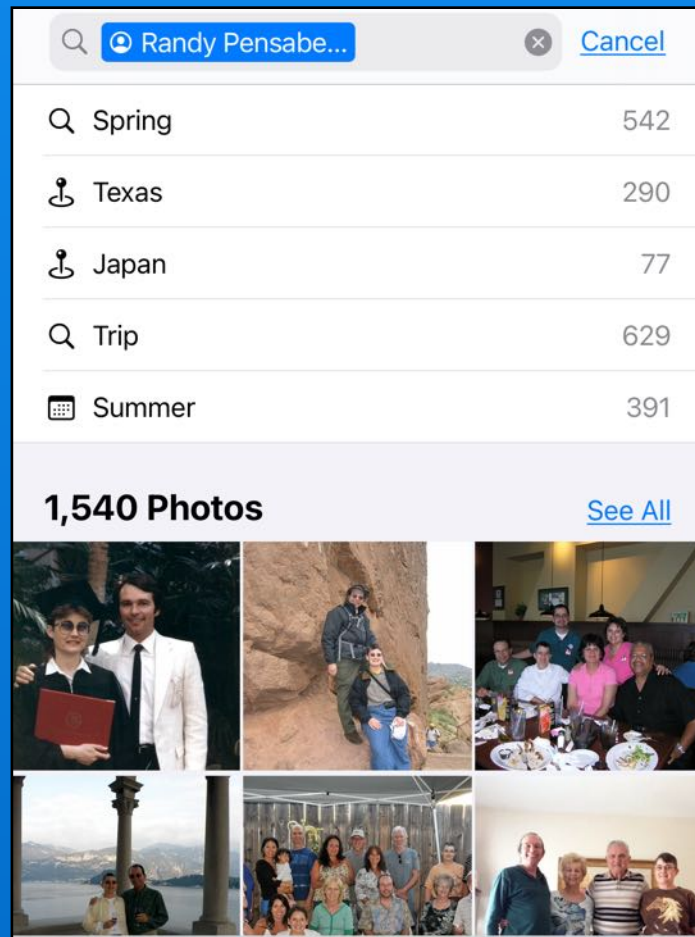 Randy Pensabe...
Cancel
Spring 542
Texas 290
Japan 77
Trip 629
Summer 391
1,540 Photos
See All